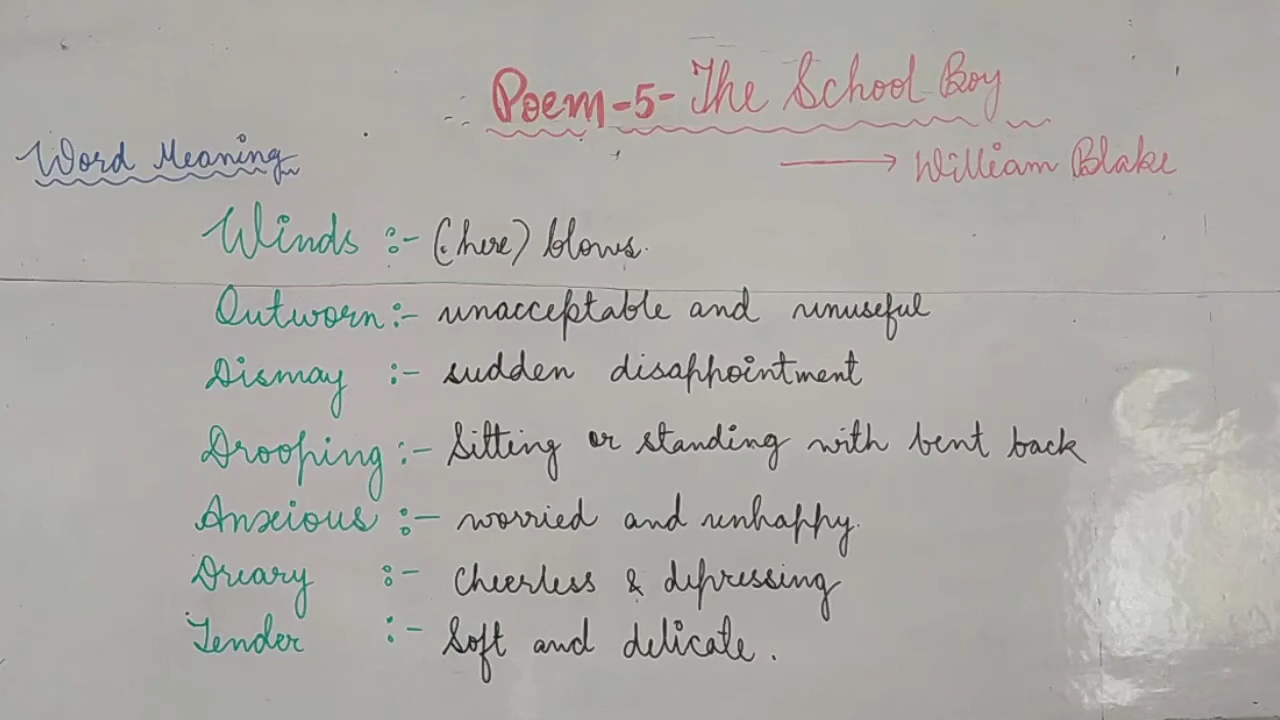 Poem-5- The School Boy
→ William Blake
Word Meaning
Winds :- (:here) blows.
Outworn:- unacceptable and unuseful
Dismay :- sudden disappointment
Drooping :- Sitting or standing with bent back
Anxious :- worried and unhappy.
Dreary :- Cheerless & depressing
Tender :- Soft and delicate.